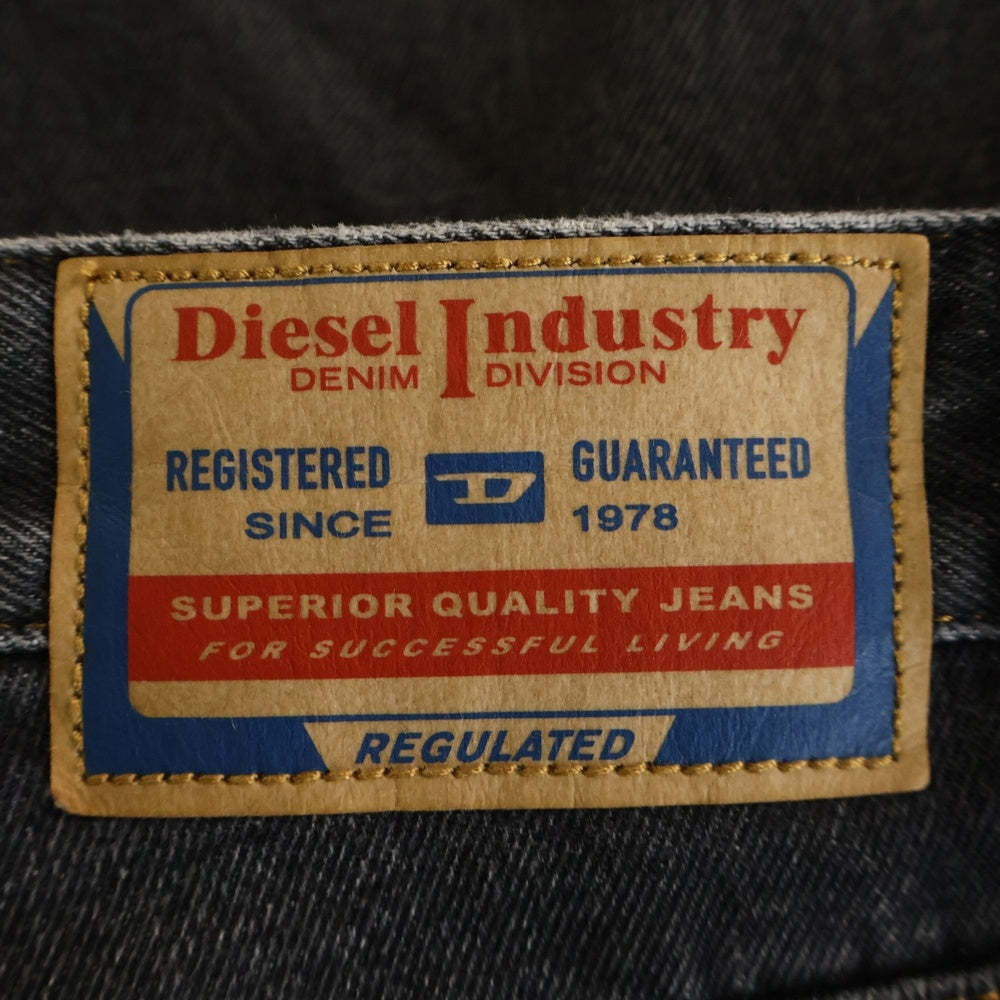 Diesel Industry
DENIM DIVISION
REGISTERED D GUARANTEED
SINCE 1978
SUPERIOR QUALITY JEANS
FOR SUCCESSFUL LIVING
REGULATED